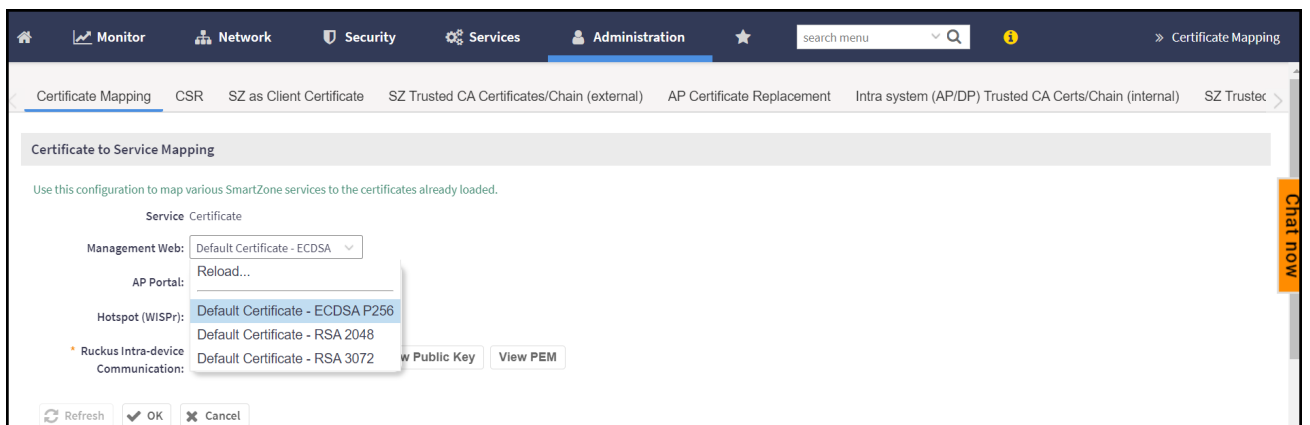 Monitor Network Security Services Administration search menu » Certificate Mapping
Certificate Mapping CSR SZ as Client Certificate SZ Trusted CA Certificates/Chain (external) AP Certificate Replacement Intra system (AP/DP) Trusted CA Certs/Chain (internal) SZ Trusted
Certificate to Service Mapping
Use this configuration to map various SmartZone services to the certificates already loaded.
Service Certificate
Management Web: Default Certificate - ECDSA
Reload...
AP Portal:
Default Certificate - ECDSA P256
Hotspot (WISPr):
Default Certificate - RSA 2048
* Ruckus Intra-device
Communication:
Default Certificate - RSA 3072
w Public Key View PEM
Refresh OK Cancel
Chat now